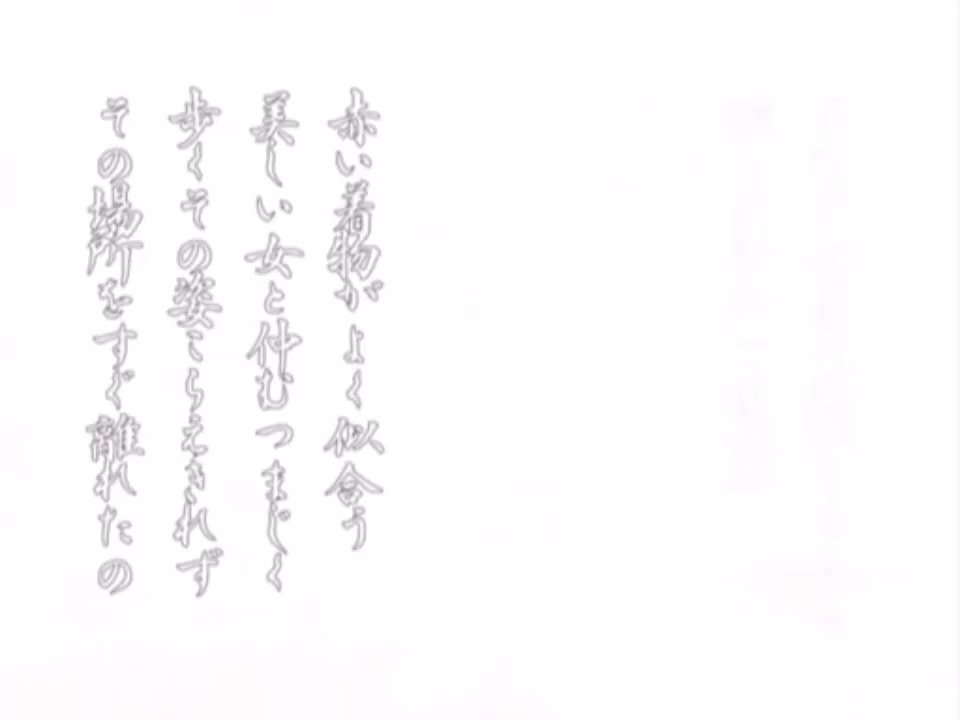 赤い着物がよく似合う
美しい女と仲むつまじく
歩くその姿こらえきれず
その場所をすぐ離れたの